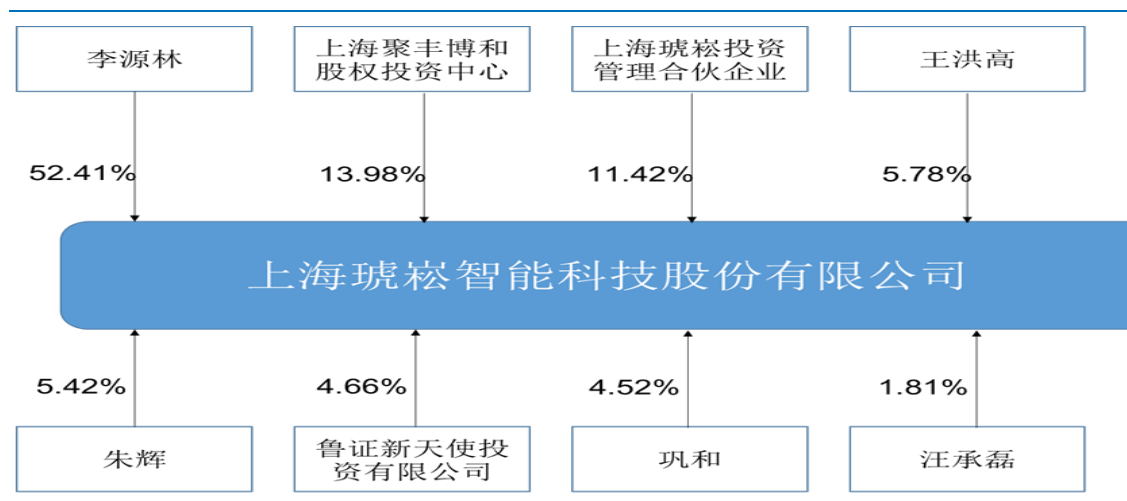 李源林
上海聚丰博和
股权投资中心
上海琥崧投资
管理合伙企业
王洪高
52.41%
13.98%
11.42%
5.78%
上海琥崧智能科技股份有限公司
5.42%
4.66%
4.52%
1.81%
朱辉
鲁证新天使投
资有限公司
巩和
汪承磊